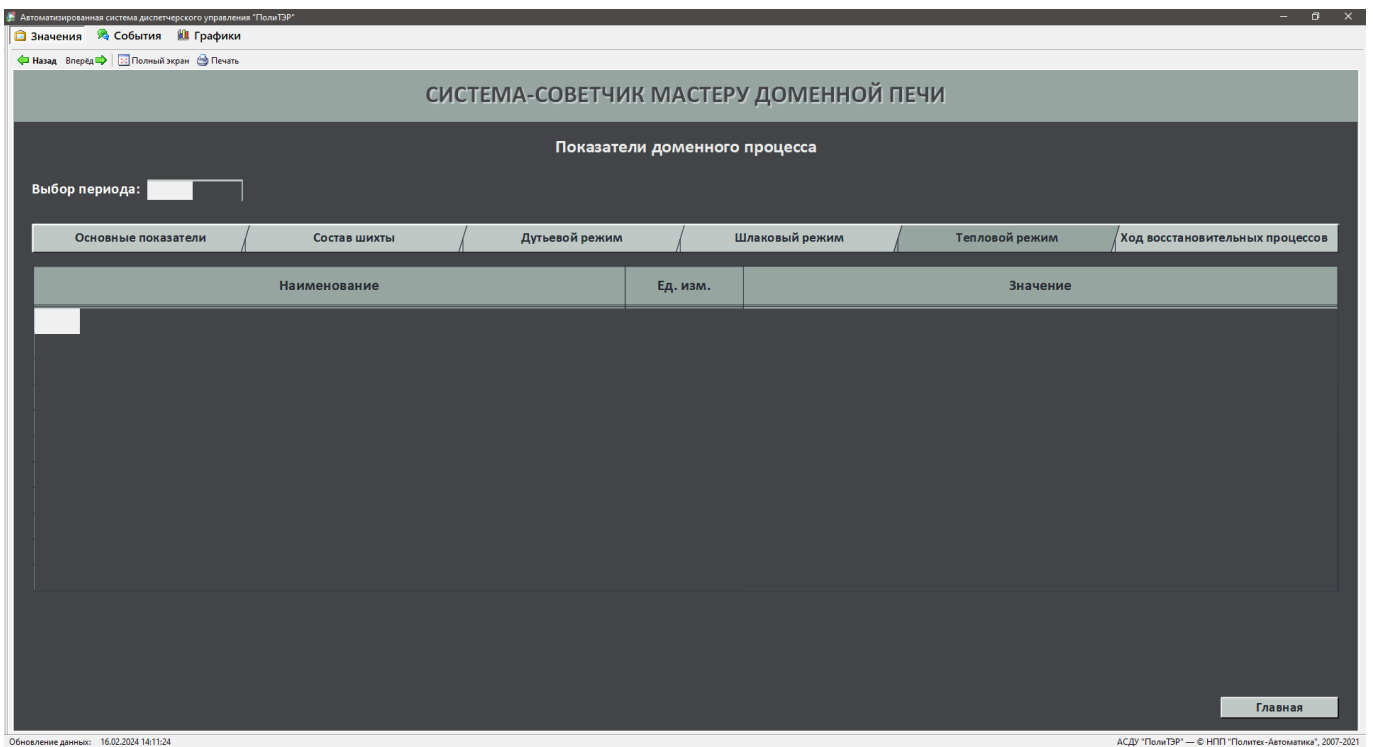 Автоматизированная система диспетчерского управления "ПолиТЭР"
Значения События Графики
Назад Вперёд Полный экран Печать
СИСТЕМА-СОВЕТЧИК МАСТЕРУ ДОМЕННОЙ ПЕЧИ
Показатели доменного процесса
Выбор периода:
Основные показатели Состав шихты Дутьевой режим Шлаковый режим Тепловой режим Ход восстановительных процессов
Наименование Ед. изм. Значение
Главная
Обновление данных: 16.02.2024 14:11:24 АСДУ "ПолиТЭР" — © НПП "Политех-Автоматика", 2007-2021